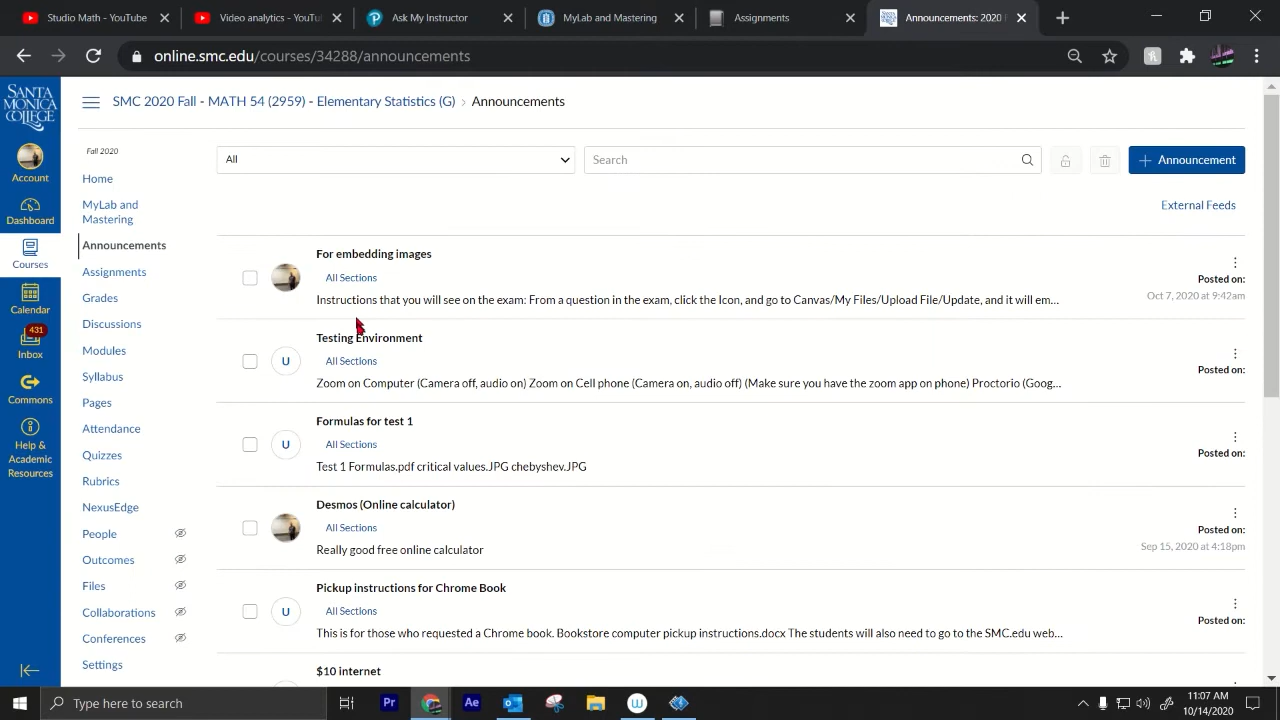 Studio Math - YouTube
Video analytics - YouTu
Ask My Instructor
MyLab and Mastering
Assignments
Announcements: 2020 F
online.smc.edu/courses/34288/announcements
SANTA MONICA COLLEGE
SMC 2020 Fall - MATH 54 (2959) - Elementary Statistics (G) › Announcements
Account
Dashboard
Courses
Calendar
431
Inbox
Commons
Help &
Academic
Resources
Fall 2020
Home
MyLab and
Mastering
Announcements
Assignments
Grades
Discussions
Modules
Syllabus
Pages
Attendance
Quizzes
Rubrics
NexusEdge
People
Outcomes
Files
Collaborations
Conferences
Settings
All
Search
+ Announcement
External Feeds
For embedding images
All Sections
Instructions that you will see on the exam: From a question in the exam, click the Icon, and go to Canvas/My Files/Upload File/Update, and it will em...
Posted on:
Oct 7, 2020 at 9:42am
Testing Environment
U
All Sections
Zoom on Computer (Camera off, audio on) Zoom on Cell phone (Camera on, audio off) (Make sure you have the zoom app on phone) Proctorio (Goog...
Posted on:
Formulas for test 1
U
All Sections
Test 1 Formulas.pdf critical values.JPG chebyshev.JPG
Posted on:
Desmos (Online calculator)
All Sections
Really good free online calculator
Posted on:
Sep 15, 2020 at 4:18pm
Pickup instructions for Chrome Book
U
All Sections
This is for those who requested a Chrome book. Bookstore computer pickup instructions.docx The students will also need to go to the SMC.edu web...
Posted on:
$10 internet
Type here to search
Pr
Ae
11:07 AM
10/14/2020